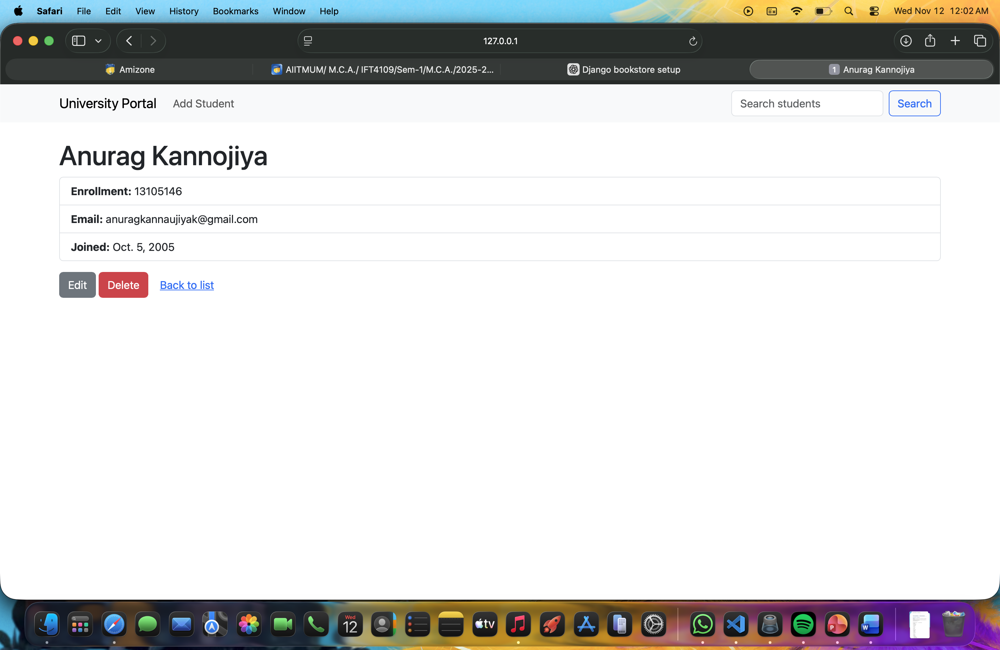 Safari File Edit View History Bookmarks Window Help Wed Nov 12 12:02 AM
127.0.0.1
Amizone AIITMUM/ M.C.A./ IFT4109/Sem-1/M.C.A./2025-2... Django bookstore setup 1 Anurag Kannojiya
University Portal Add Student Search students Search
Anurag Kannojiya
Enrollment: 13105146
Email: anuragkannaujiyak@gmail.com
Joined: Oct. 5, 2005
Edit Delete Back to list
Wed
12
tv
P
W